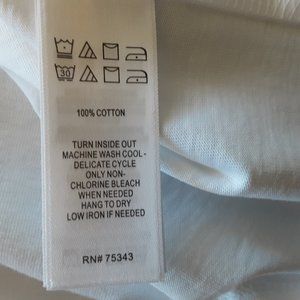 30
100% COTTON
TURN INSIDE OUT
MACHINE WASH COOL -
DELICATE CYCLE
ONLY NON-
CHLORINE BLEACH
WHEN NEEDED
HANG TO DRY
LOW IRON IF NEEDED
RN# 75343